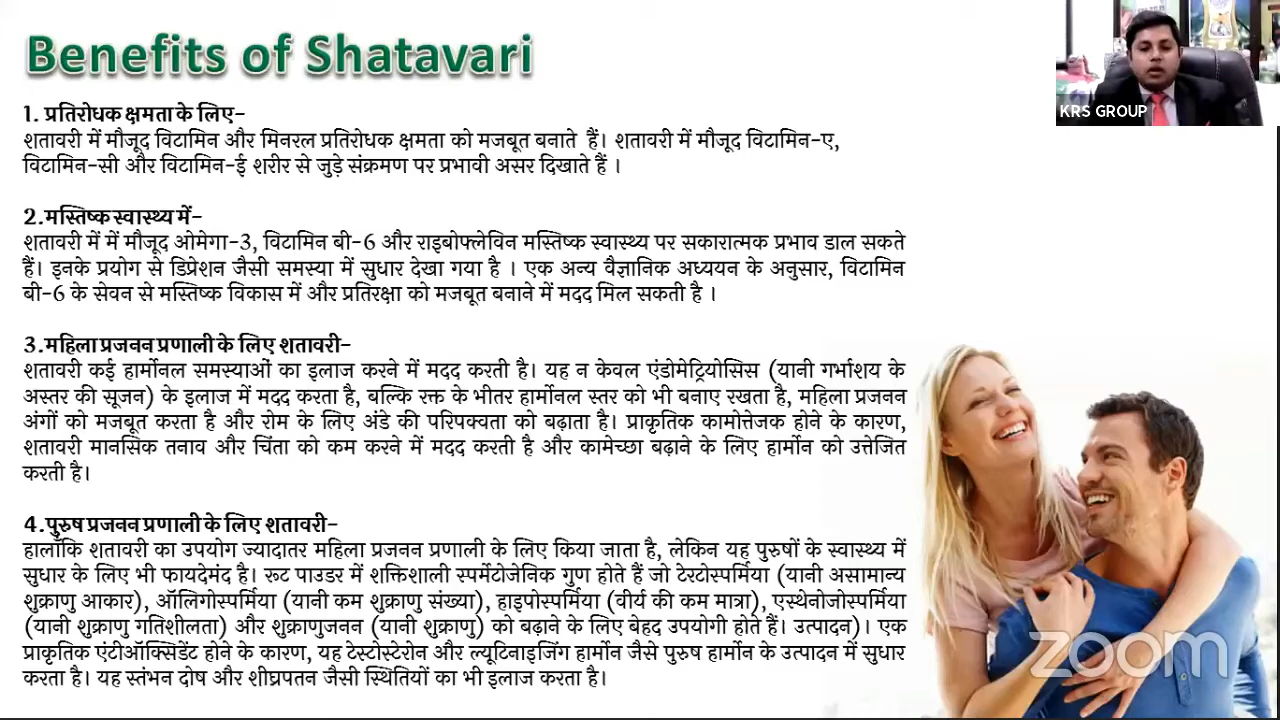 Benefits of Shatavari
KRS GROUP
1. प्रतिरोधक क्षमता के लिए-
शतावरी में मौजूद विटामिन और मिनरल प्रतिरोधक क्षमता को मजबूत बनाते हैं। शतावरी में मौजूद विटामिन-ए,
विटामिन-सी और विटामिन-ई शरीर से जुड़े संक्रमण पर प्रभावी असर दिखाते हैं ।
2.मस्तिष्क स्वास्थ्य में-
शतावरी में में मौजूद ओमेगा-3, विटामिन बी-6 और राइबोफ्लेविन मस्तिष्क स्वास्थ्य पर सकारात्मक प्रभाव डाल सकते
हैं। इनके प्रयोग से डिप्रेशन जैसी समस्या में सुधार देखा गया है । एक अन्य वैज्ञानिक अध्ययन के अनुसार, विटामिन
बी-6 के सेवन से मस्तिष्क विकास में और प्रतिरक्षा को मजबूत बनाने में मदद मिल सकती है ।
3.महिला प्रजनन प्रणाली के लिए शतावरी-
शतावरी कई हार्मोनल समस्याओं का इलाज करने में मदद करती है। यह न केवल एंडोमेट्रियोसिस (यानी गर्भाशय के
अस्तर की सूजन) के इलाज में मदद करता है, बल्कि रक्त के भीतर हार्मोनल स्तर को भी बनाए रखता है, महिला प्रजनन
अंगों को मजबूत करता है और रोम के लिए अंडे की परिपक्वता को बढ़ाता है। प्राकृतिक कामोत्तेजक होने के कारण,
शतावरी मानसिक तनाव और चिंता को कम करने में मदद करती है और कामेच्छा बढ़ाने के लिए हार्मोन को उत्तेजित
करती है।
4.पुरुष प्रजनन प्रणाली के लिए शतावरी-
हालाँकि शतावरी का उपयोग ज्यादातर महिला प्रजनन प्रणाली के लिए किया जाता है, लेकिन यह पुरुषों के स्वास्थ्य में
सुधार के लिए भी फायदेमंद है। रूट पाउडर में शक्तिशाली स्पर्मेटोजेनिक गुण होते हैं जो टेरटोस्पर्मिया (यानी असामान्य
शुक्राणु आकार), ऑलिगोस्पर्मिया (यानी कम शुक्राणु संख्या), हाइपोस्पर्मिया (वीर्य की कम मात्रा), एस्थेनोजोस्पर्मिया
(यानी शुक्राणु गतिशीलता) और शुक्राणुजनन (यानी शुक्राणु) को बढ़ाने के लिए बेहद उपयोगी होते हैं। उत्पादन)। एक
प्राकृतिक एंटीऑक्सिडेंट होने के कारण, यह टेस्टोस्टेरोन और ल्यूटिनाइजिंग हार्मोन जैसे पुरुष हार्मोन के उत्पादन में सुधार
करता है। यह स्तंभन दोष और शीघ्रपतन जैसी स्थितियों का भी इलाज करता है।
zoom